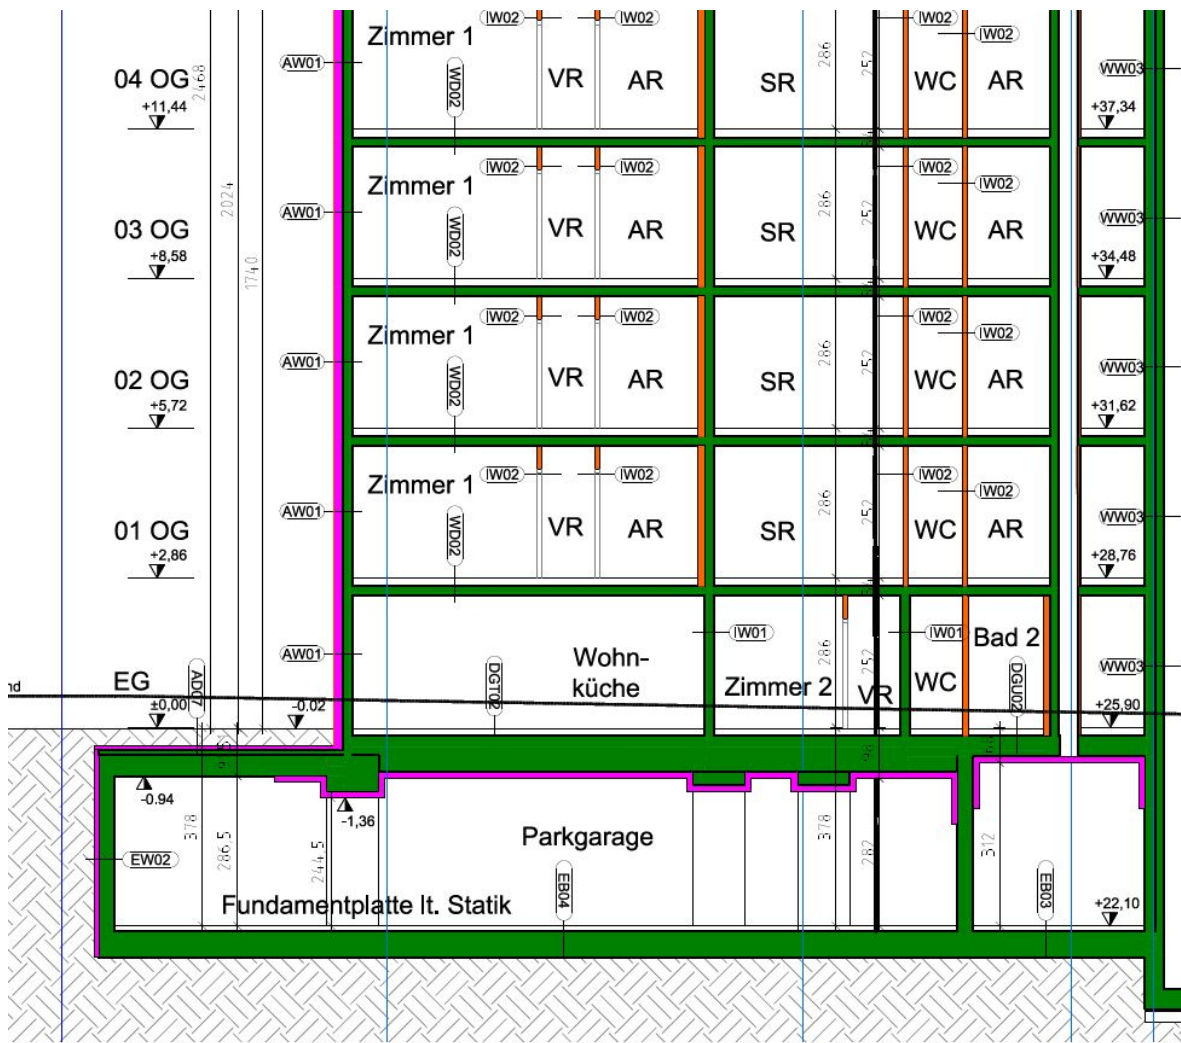 IW02
IW02
IW02
Zimmer 1
IW02
AW01
WW03
04 OG
2468
WD02
VR
AR
SR
286
252
WC
AR
+11,44
+37,34
34
IW02
IW02
IW02
Zimmer 1
IW02
AW01
2024
WW03
03 OG
WD02
VR
AR
SR
286
252
WC
AR
+8,58
1740
+34,48
34
IW02
IW02
IW02
Zimmer 1
IW02
AW01
WW03
02 OG
WD02
VR
AR
SR
286
252
WC
AR
+5,72
+31,62
34
IW02
IW02
IW02
Zimmer 1
IW02
AW01
WW03
01 OG
WD02
VR
AR
SR
286
252
WC
AR
+2,86
+28,76
34
IW01
IW01
Bad 2
AW01
286
252
WW03
EG
AD07
DGT02
Wohn-
küche
Zimmer 2
VR
WC
DGU02
nd
±0,00
-0.02
+25,90
-0.94
-1,36
378
286,5
244,5
Parkgarage
378
282
312
EW02
EB04
EB03
Fundamentplatte lt. Statik
+22,10